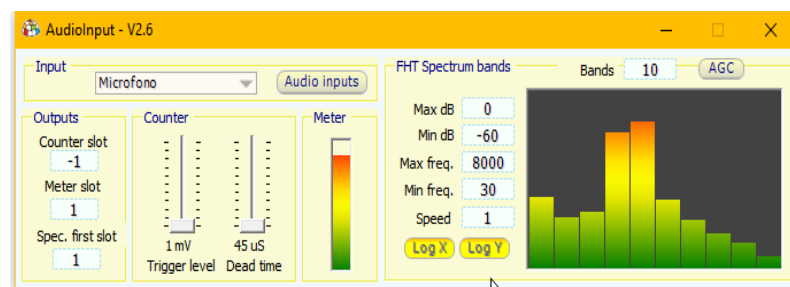 AudioInput - V2.6
Input
Microfono
Audio inputs
Outputs
Counter slot
-1
Meter slot
1
Spec. first slot
1
Counter
1 mV
Trigger level
45 uS
Dead time
Meter
FHT Spectrum bands
Bands 10
AGC
Max dB 0
Min dB -60
Max freq. 8000
Min freq. 30
Speed 1
Log X Log Y